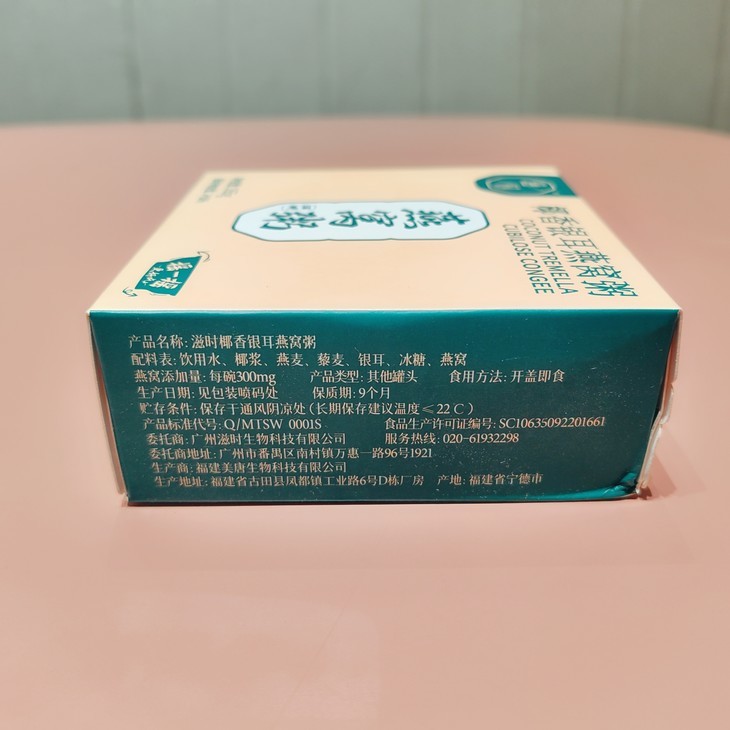 燕窝粥
椰香银耳燕窝粥
COCONUT TREMELLA
CUBILOSE CONGEE
产品名称: 滋时椰香银耳燕窝粥
配料表: 饮用水、椰浆、燕麦、藜麦、银耳、冰糖、燕窝
燕窝添加量: 每碗300mg 产品类型: 其他罐头 食用方法: 开盖即食
生产日期: 见包装喷码处 保质期: 9个月
贮存条件: 保存于通风阴凉处 (长期保存建议温度≤22℃)
产品标准代号: Q/MTSW 0001S 食品生产许可证编号: SC10635092201661
委托商: 广州滋时生物科技有限公司 服务热线: 020-61932298
委托商地址: 广州市番禺区南村镇万惠一路96号1921
生产商: 福建美唐生物科技有限公司
生产地址: 福建省古田县凤都镇工业路6号D栋厂房 产地: 福建省宁德市